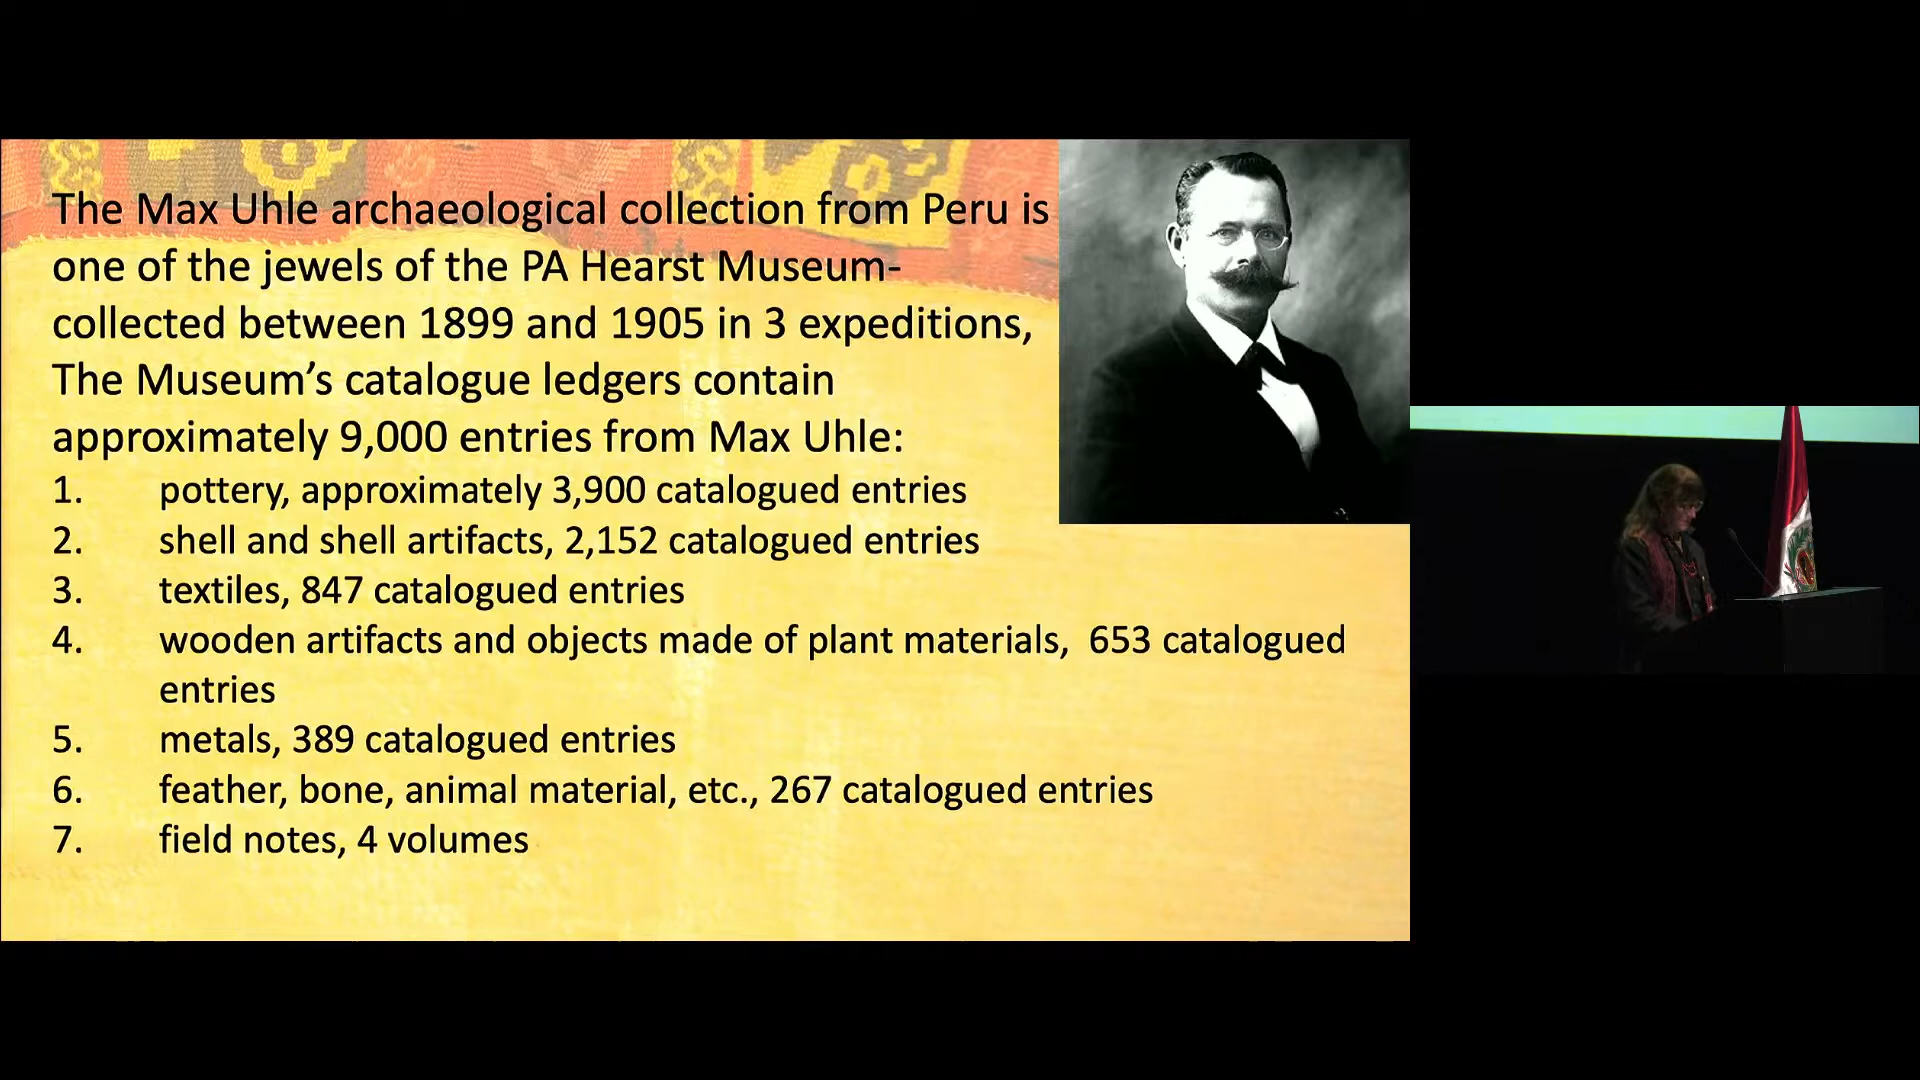 The Max Uhle archaeological collection from Peru is
one of the jewels of the PA Hearst Museum-
collected between 1899 and 1905 in 3 expeditions,
The Museum’s catalogue ledgers contain
approximately 9,000 entries from Max Uhle:
1. pottery, approximately 3,900 catalogued entries
2. shell and shell artifacts, 2,152 catalogued entries
3. textiles, 847 catalogued entries
4. wooden artifacts and objects made of plant materials,  653 catalogued
entries
5. metals, 389 catalogued entries
6. feather, bone, animal material, etc., 267 catalogued entries
7. field notes, 4 volumes